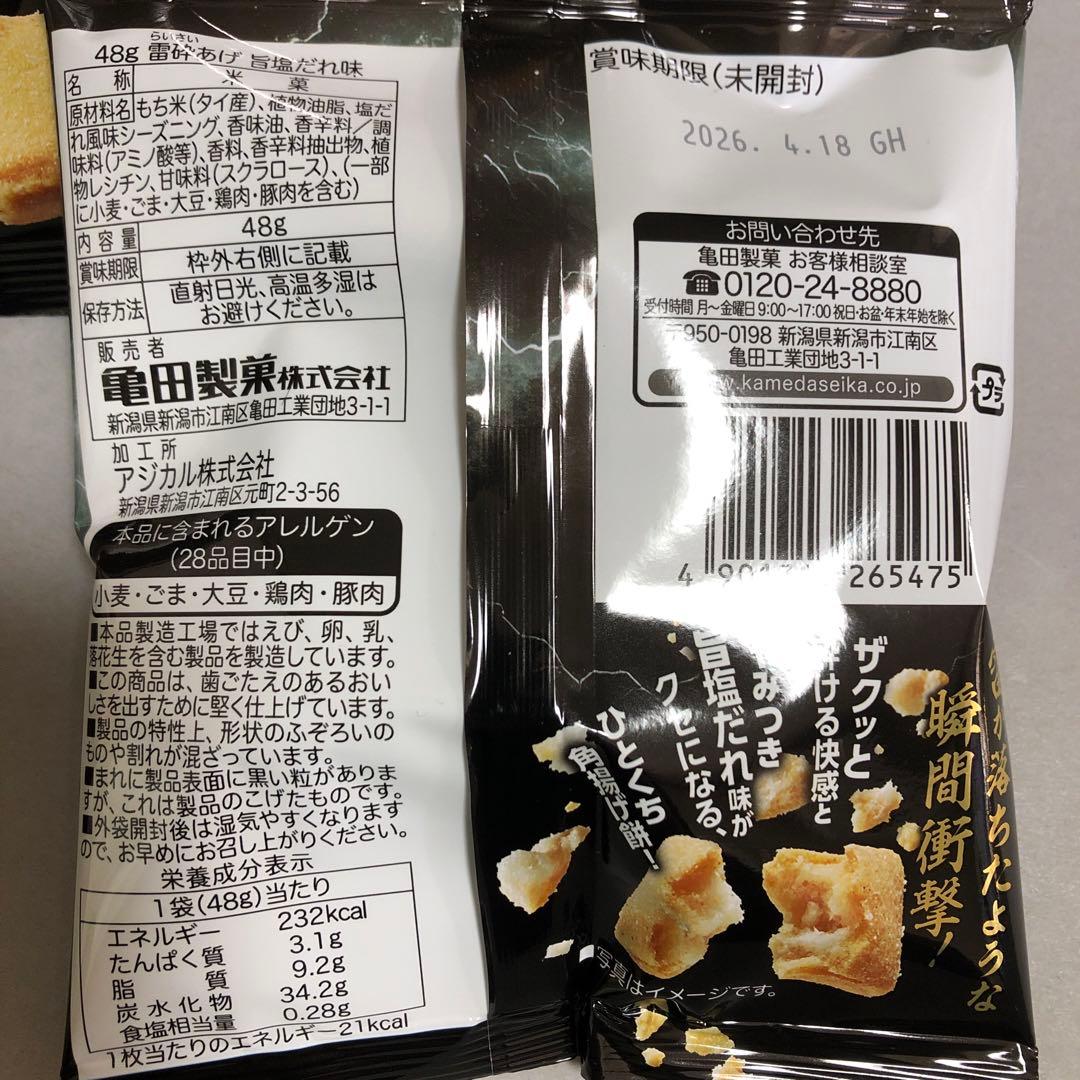 らいさい
48g 雷砕あげ 旨塩だれ味
名 称 米 菓
原材料名 もち米(タイ産)、植物油脂、塩だ
れ風味シーズニング、香味油、香辛料/調
味料(アミノ酸等)、香料、香辛料抽出物、植
物レシチン、甘味料(スクラロース)、(一部
に小麦・ごま・大豆・鶏肉・豚肉を含む)
内容量 48g
賞味期限 枠外右側に記載
保存方法 直射日光、高温多湿は
お避けください。
販売者
亀田製菓株式会社
新潟県新潟市江南区亀田工業団地3-1-1
加工所
アジカル株式会社
新潟県新潟市江南区元町2-3-56
本品に含まれるアレルゲン
(28品目中)
小麦・ごま・大豆・鶏肉・豚肉
■本品製造工場ではえび、卵、乳、
落花生を含む製品を製造しています。
■この商品は、歯ごたえのあるおい
しさを出すために堅く仕上げています。
■製品の特性上、形状のふぞろいの
ものや割れが混ざっています。
■まれに製品表面に黒い粒がありま
すが、これは製品のこげたものです。
■外袋開封後は湿気やすくなります
ので、お早めにお召し上がりください。
栄養成分表示
1袋(48g)当たり
エネルギー 232kcal
たんぱく質 3.1g
脂質 9.2g
炭水化物 34.2g
食塩相当量 0.28g
1枚当たりのエネルギー21kcal
賞味期限(未開封)
2026. 4.18 GH
お問い合わせ先
亀田製菓 お客様相談室
☎0120-24-8880
受付時間 月〜金曜日 9:00〜17:00 祝日・お盆・年末年始を除く
〒950-0198 新潟県新潟市江南区
亀田工業団地3-1-1
w.kamedaseika.co.jp
プラ
4 265475
落ちたような
瞬間衝撃!
ザクッと
ける快感と
みつき
旨塩だれ味が
クセになる、
ひとくち
角揚げ餅!
写真はイメージです。